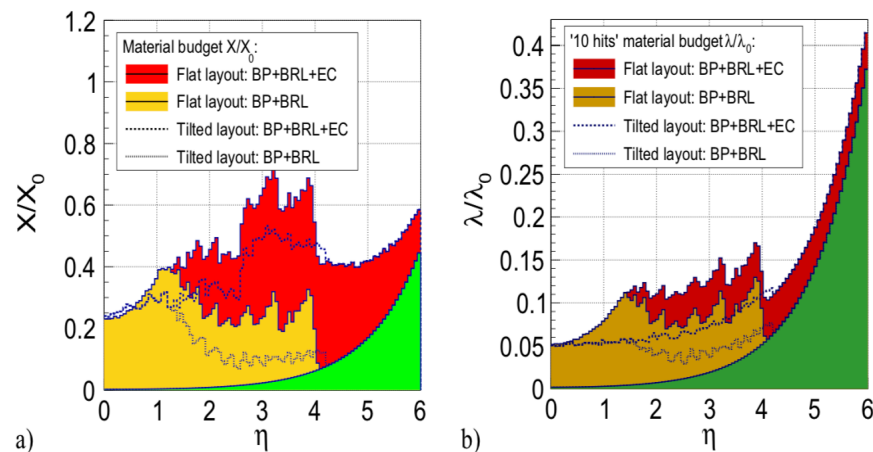 1.2
1
0.8
0.6
0.4
0.2
0
X/X0
Material budget X/X0:
Flat layout: BP+BRL+EC
Flat layout: BP+BRL
Tilted layout: BP+BRL+EC
Tilted layout: BP+BRL
0 1 2 3 4 5 6
η
a)
0.4
0.35
0.3
0.25
0.2
0.15
0.1
0.05
0
λ/λ0
'10 hits' material budget λ/λ0:
Flat layout: BP+BRL+EC
Flat layout: BP+BRL
Tilted layout: BP+BRL+EC
Tilted layout: BP+BRL
0 1 2 3 4 5 6
η
b)